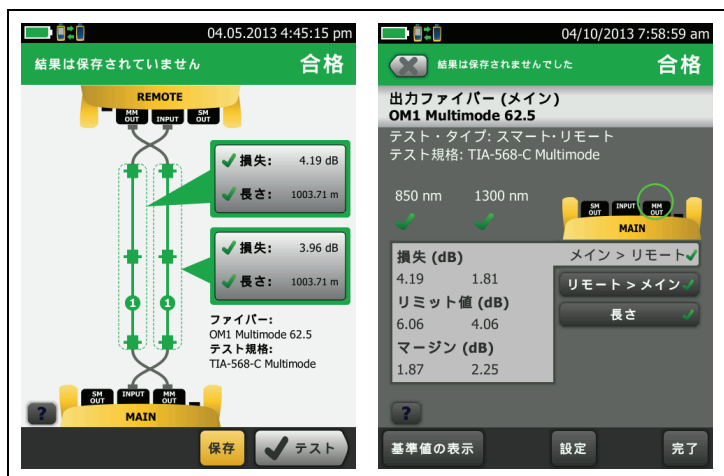 04.05.2013 4:45:15 pm
結果は保存されていません
合格
REMOTE
MM OUT
INPUT
SM OUT
損失: 4.19 dB
長さ: 1003.71 m
損失: 3.96 dB
長さ: 1003.71 m
1
1
ファイバー:
OM1 Multimode 62.5
テスト規格:
TIA-568-C Multimode
SM OUT
INPUT
MM OUT
MAIN
?
保存
テスト
04/10/2013 7:58:59 am
結果は保存されませんでした
合格
出力ファイバー (メイン)
OM1 Multimode 62.5
テスト・タイプ: スマート・リモート
テスト規格: TIA-568-C Multimode
850 nm 1300 nm
SM OUT
INPUT
MM OUT
MAIN
損失 (dB)
4.19 1.81
リミット値 (dB)
6.06 4.06
マージン (dB)
1.87 2.25
メイン > リモート
リモート > メイン
長さ
?
基準値の表示
設定
完了